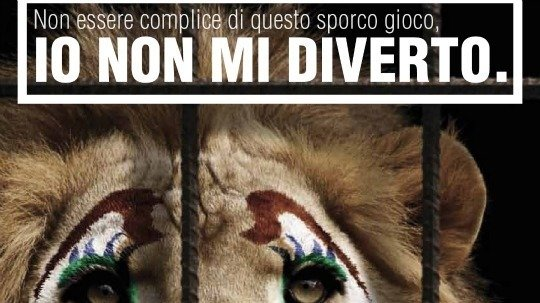 Non essere complice di questo sporco gioco,
IO NON MI DIVERTO.